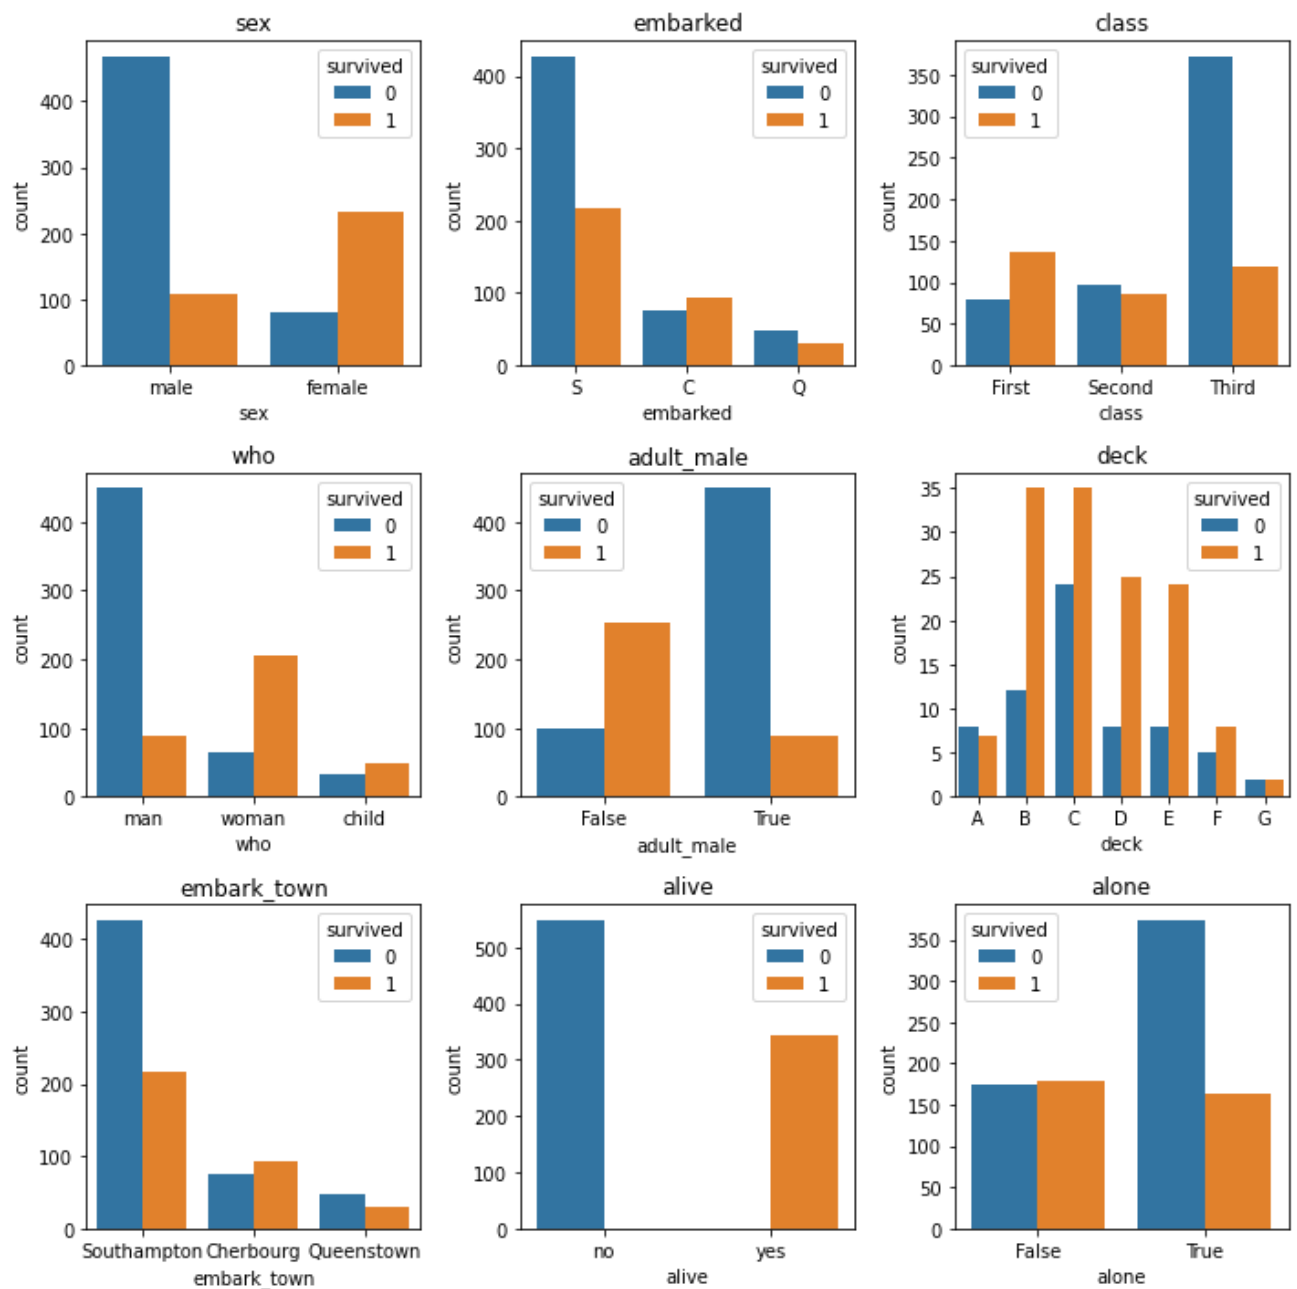 sex
survived
0
1
400
300
200
100
0
count
male female
sex
embarked
survived
0
1
400
300
200
100
0
count
S C Q
embarked
class
survived
0
1
350
300
250
200
150
100
50
0
count
First Second Third
class
who
survived
0
1
400
300
200
100
0
count
man woman child
who
adult_male
survived
0
1
400
300
200
100
0
count
False True
adult_male
deck
survived
0
1
35
30
25
20
15
10
5
0
count
A B C D E F G
deck
embark_town
survived
0
1
400
300
200
100
0
count
Southampton Cherbourg Queenstown
embark_town
alive
survived
0
1
500
400
300
200
100
0
count
no yes
alive
alone
survived
0
1
350
300
250
200
150
100
50
0
count
False True
alone